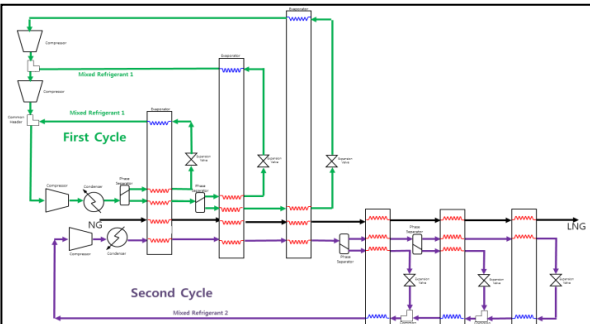 Evaporator
Compressor
Evaporator
Mixed Refrigerant 1
Compressor
Evaporator
Mixed Refrigerant 1
Common
Header
First Cycle
Expansion
Valve
Expansion
Valve
Expansion
Valve
Compressor
Condenser
Phase
Separator
Phase
Separator
NG
LNG
Compressor
Condenser
Phase
Separator
Phase
Separator
Second Cycle
Expansion
Valve
Expansion
Valve
Expansion
Valve
Mixed Refrigerant 2